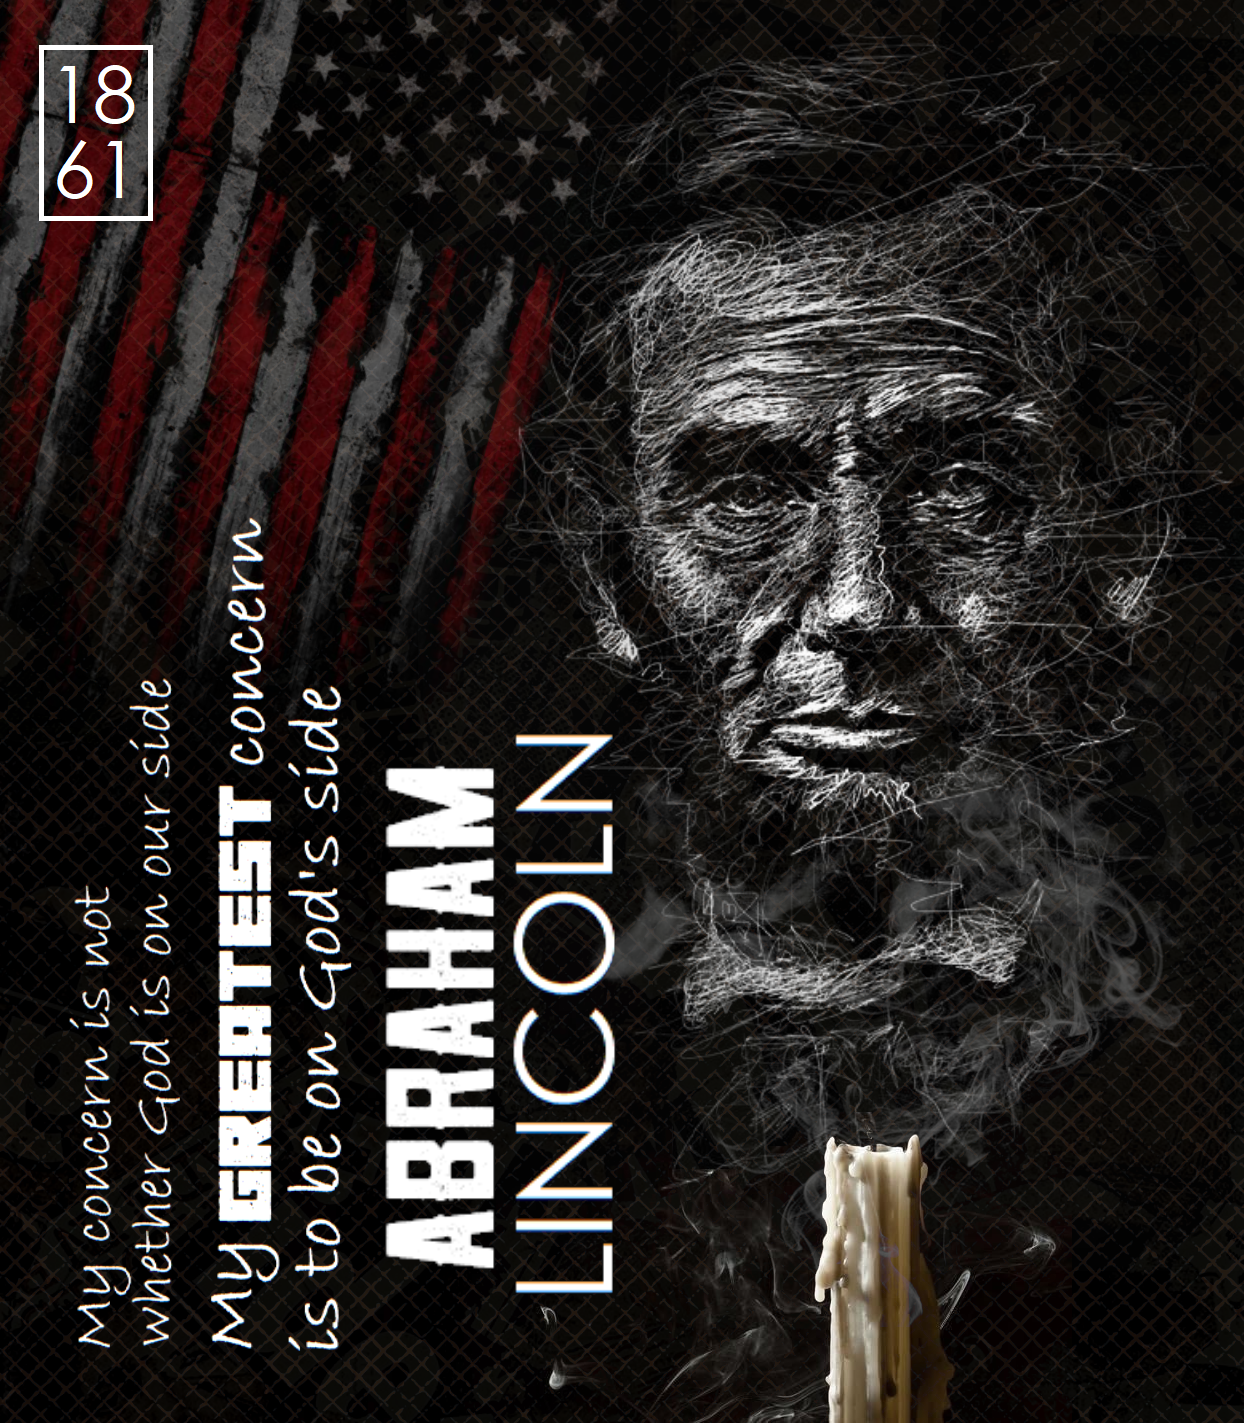 18
61
My concern is not
whether God is on our side
My GREATEST concern
is to be on God's side
ABRAHAM
LINCOLN